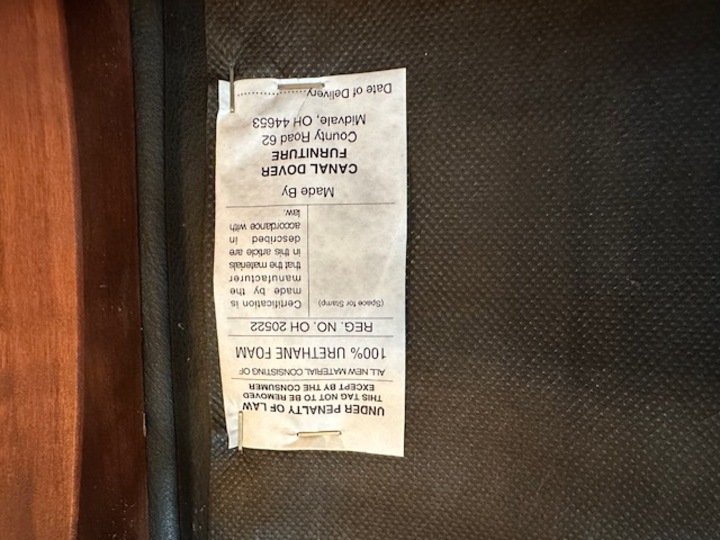 UNDER PENALTY OF LAW
THIS TAG NOT TO BE REMOVED
EXCEPT BY THE CONSUMER
ALL NEW MATERIAL CONSISTING OF
100% URETHANE FOAM
REG. NO. OH 20522
(Space for Stamp)
Certification is
made by the
manufacturer
that the materials
in this article are
described in
accordance with
law.
Made By
CANAL DOVER
FURNITURE
County Road 62
Midvale, OH 44653
Date of Delivery